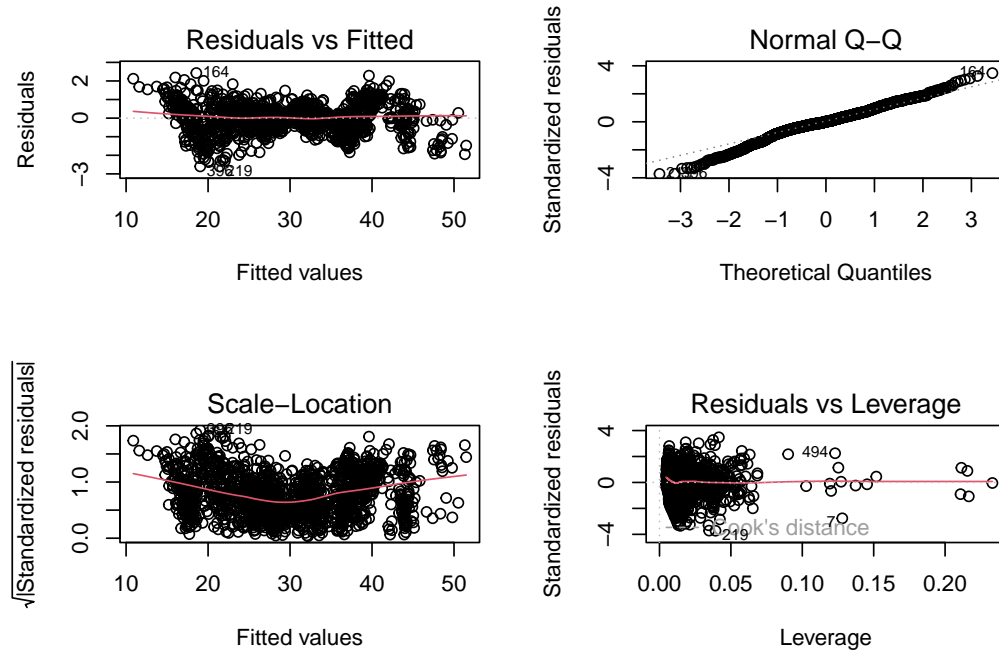 Residuals vs Fitted
Residuals
2
0
−3
164
219
10 20 30 40 50
Fitted values
Normal Q−Q
Standardized residuals
4
0
−4
164
−3 −2 −1 0 1 2 3
Theoretical Quantiles
Scale−Location
√|Standardized residuals|
2.0
1.0
0.0
219
10 20 30 40 50
Fitted values
Residuals vs Leverage
Standardized residuals
4
0
−4
494
7
219
Cook's distance
0.00 0.05 0.10 0.15 0.20
Leverage